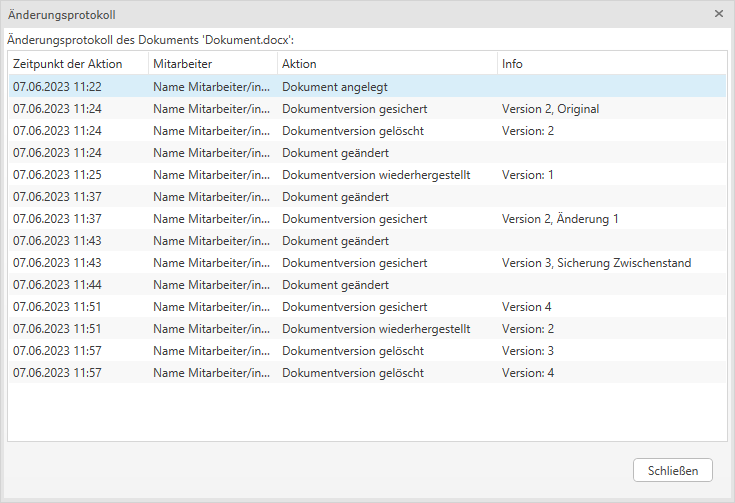 Änderungsprotokoll
Änderungsprotokoll des Dokuments 'Dokument.docx':
Zeitpunkt der Aktion Mitarbeiter Aktion Info
07.06.2023 11:22 Name Mitarbeiter/in... Dokument angelegt
07.06.2023 11:24 Name Mitarbeiter/in... Dokumentversion gesichert Version 2, Original
07.06.2023 11:24 Name Mitarbeiter/in... Dokumentversion gelöscht Version: 2
07.06.2023 11:24 Name Mitarbeiter/in... Dokument geändert
07.06.2023 11:25 Name Mitarbeiter/in... Dokumentversion wiederhergestellt Version: 1
07.06.2023 11:37 Name Mitarbeiter/in... Dokument geändert
07.06.2023 11:37 Name Mitarbeiter/in... Dokumentversion gesichert Version 2, Änderung 1
07.06.2023 11:43 Name Mitarbeiter/in... Dokument geändert
07.06.2023 11:43 Name Mitarbeiter/in... Dokumentversion gesichert Version 3, Sicherung Zwischenstand
07.06.2023 11:44 Name Mitarbeiter/in... Dokument geändert
07.06.2023 11:51 Name Mitarbeiter/in... Dokumentversion gesichert Version 4
07.06.2023 11:51 Name Mitarbeiter/in... Dokumentversion wiederhergestellt Version: 2
07.06.2023 11:57 Name Mitarbeiter/in... Dokumentversion gelöscht Version: 3
07.06.2023 11:57 Name Mitarbeiter/in... Dokumentversion gelöscht Version: 4
Schließen